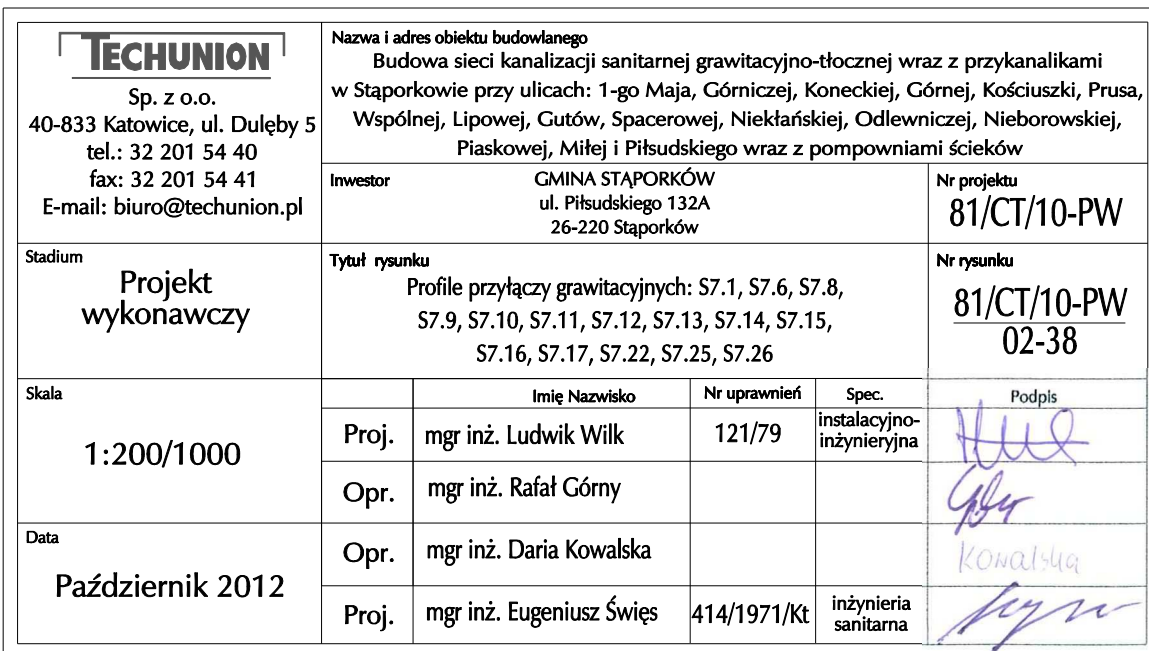 TECHUNION
Sp. z o.o.
40-833 Katowice, ul. Dulęby 5
tel.: 32 201 54 40
fax: 32 201 54 41
E-mail: biuro@techunion.pl
Nazwa i adres obiektu budowlanego
Budowa sieci kanalizacji sanitarnej grawitacyjno-tłocznej wraz z przykanalikami
w Stąporkowie przy ulicach: 1-go Maja, Górniczej, Koneckiej, Górnej, Kościuszki, Prusa,
Wspólnej, Lipowej, Gutów, Spacerowej, Niekłańskiej, Odlewniczej, Nieborowskiej,
Piaskowej, Miłej i Piłsudskiego wraz z pompowniami ścieków
Inwestor
GMINA STĄPORKÓW
ul. Piłsudskiego 132A
26-220 Stąporków
Nr projektu
81/CT/10-PW
Stadium
Projekt
wykonawczy
Tytuł rysunku
Profile przyłączy grawitacyjnych: S7.1, S7.6, S7.8,
S7.9, S7.10, S7.11, S7.12, S7.13, S7.14, S7.15,
S7.16, S7.17, S7.22, S7.25, S7.26
Nr rysunku
81/CT/10-PW
02-38
Skala
1:200/1000
Imię Nazwisko Nr uprawnień Spec. Podpis
Proj. mgr inż. Ludwik Wilk 121/79 instalacyjno-
inżynieryjna
Opr. mgr inż. Rafał Górny
Data
Październik 2012
Opr. mgr inż. Daria Kowalska Kowalska
Proj. mgr inż. Eugeniusz Święs 414/1971/Kt inżynieria
sanitarna